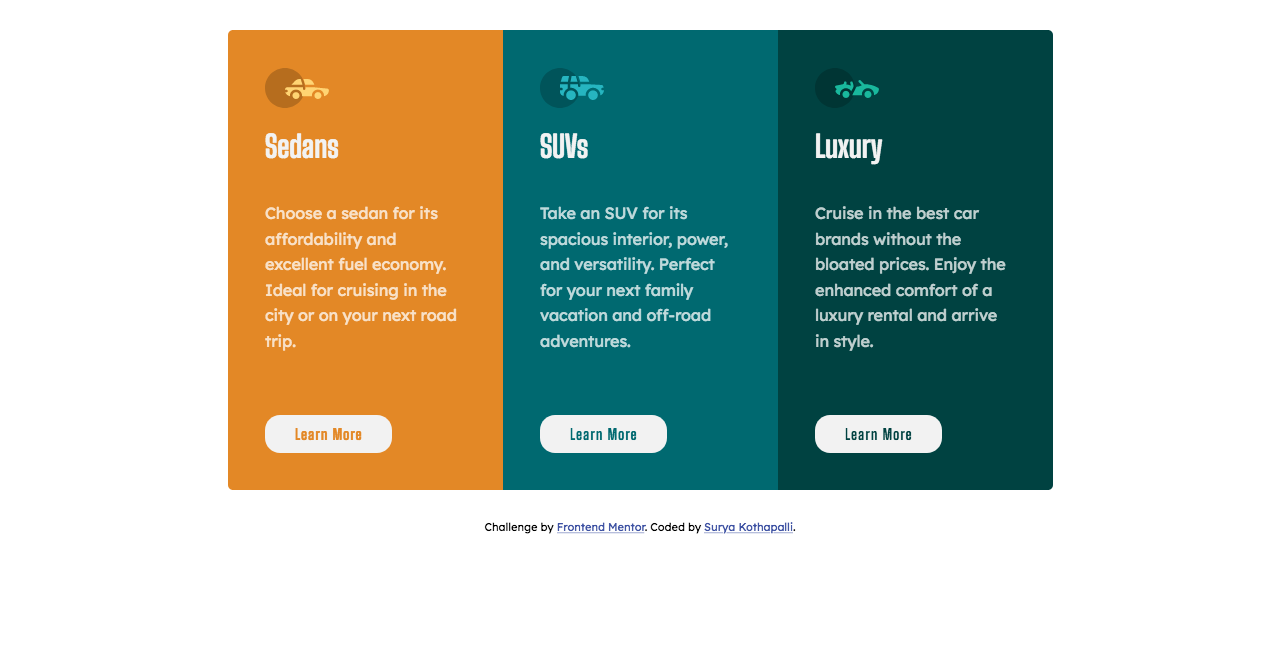 Sedans
Choose a sedan for its
affordability and
excellent fuel economy.
Ideal for cruising in the
city or on your next road
trip.
Learn More
SUVs
Take an SUV for its
spacious interior, power,
and versatility. Perfect
for your next family
vacation and off-road
adventures.
Learn More
Luxury
Cruise in the best car
brands without the
bloated prices. Enjoy the
enhanced comfort of a
luxury rental and arrive
in style.
Learn More
Challenge by Frontend Mentor. Coded by Surya Kothapalli.